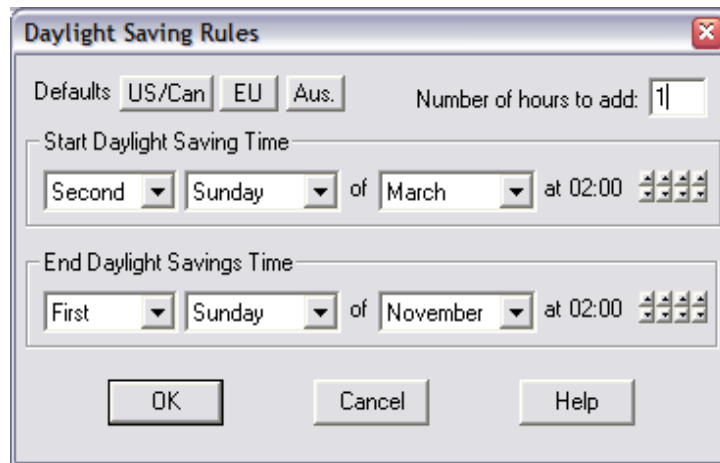 Daylight Saving Rules
Defaults US/Can EU Aus. Number of hours to add: 1
Start Daylight Saving Time
Second Sunday of March at 02:00
End Daylight Savings Time
First Sunday of November at 02:00
OK Cancel Help